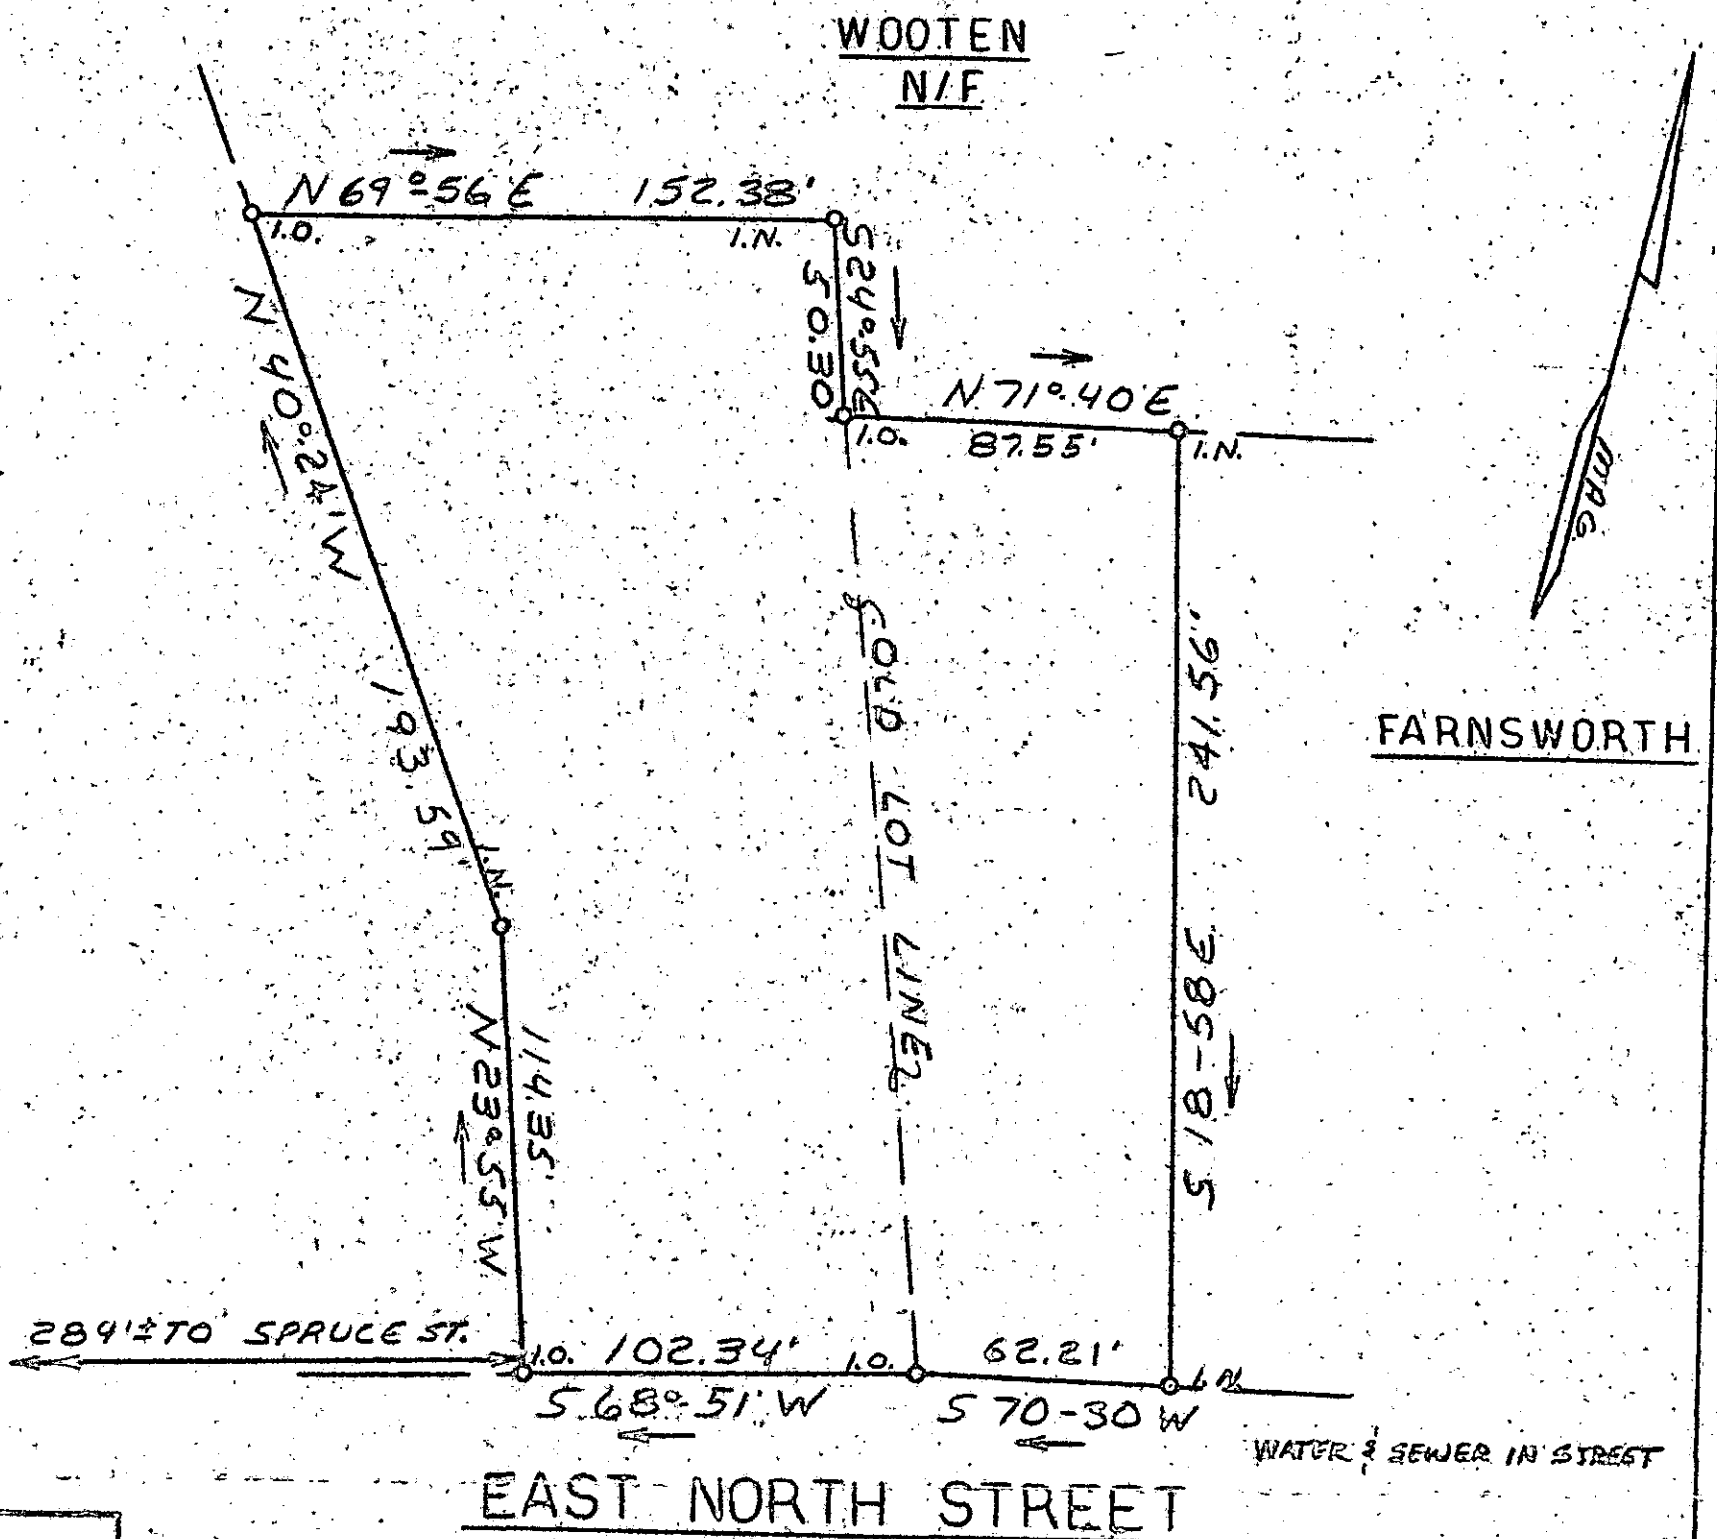 WOOTEN
N/F
N 69°-56 E 152.38'
I.O.
I.N.
S 24°-55 E
50.30
N 71°-40' E
I.O.
87.55'
I.N.
MAG.
N 40°-24' W 193.59'
I.N.
OLD LOT LINE
241.56'
S 18-58 E
FARNSWORTH
114.35'
N 23°-55' W
289'± TO SPRUCE ST.
I.O. 102.34' I.O. 62.21' I.N.
S 68°-51' W S 70-30 W
WATER & SEWER IN STREET
EAST NORTH STREET